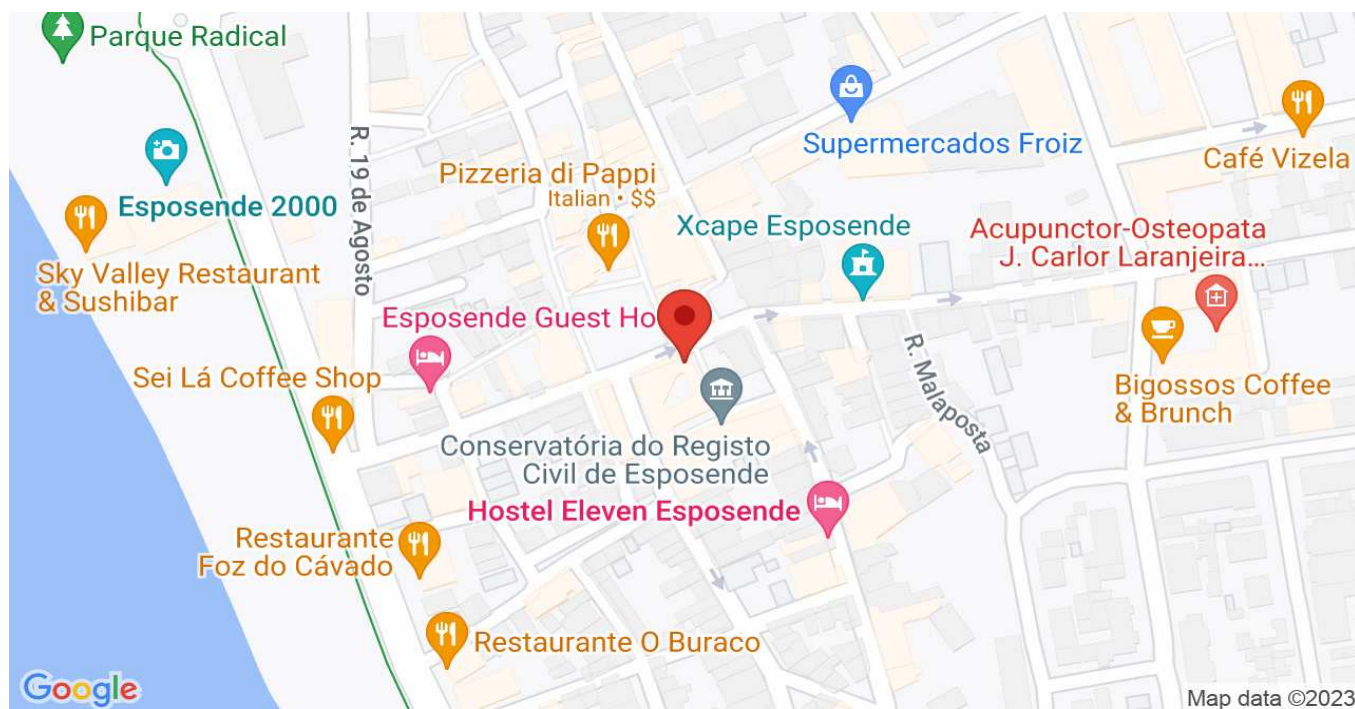 Parque Radical
R. 19 de Agosto
Esposende 2000
Sky Valley Restaurant
& Sushibar
Pizzeria di Pappi
Italian • $$
Supermercados Froiz
Café Vizela
Xcape Esposende
Acupunctor-Osteopata
J. Carlor Laranjeira...
Esposende Guest Ho
Sei Lá Coffee Shop
R. Malaposta
Bigossos Coffee
& Brunch
Conservatória do Registo
Civil de Esposende
Hostel Eleven Esposende
Restaurante
Foz do Cávado
Restaurante O Buraco
Google
Map data ©2023